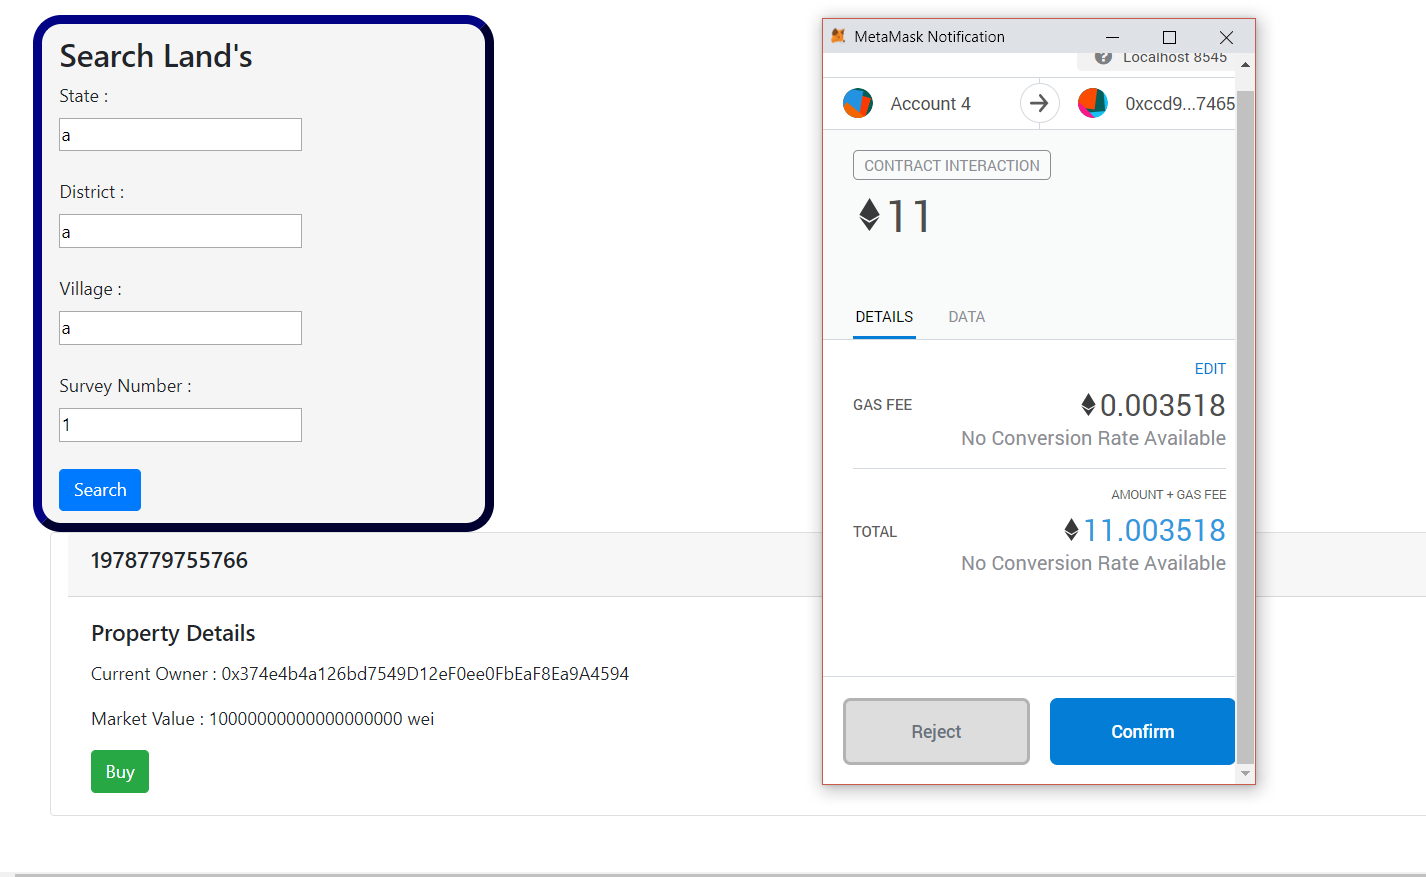 Search Land's
State :
a
District :
a
Village :
a
Survey Number :
1
Search
1978779755766
Property Details
Current Owner : 0x374e4b4a126bd7549D12eF0ee0FbEaF8Ea9A4594
Market Value : 10000000000000000000 wei
Buy
MetaMask Notification
? Localhost 8545
Account 4
0xccd9...7465
CONTRACT INTERACTION
11
DETAILS DATA
EDIT
GAS FEE 0.003518
No Conversion Rate Available
AMOUNT + GAS FEE
TOTAL 11.003518
No Conversion Rate Available
Reject Confirm